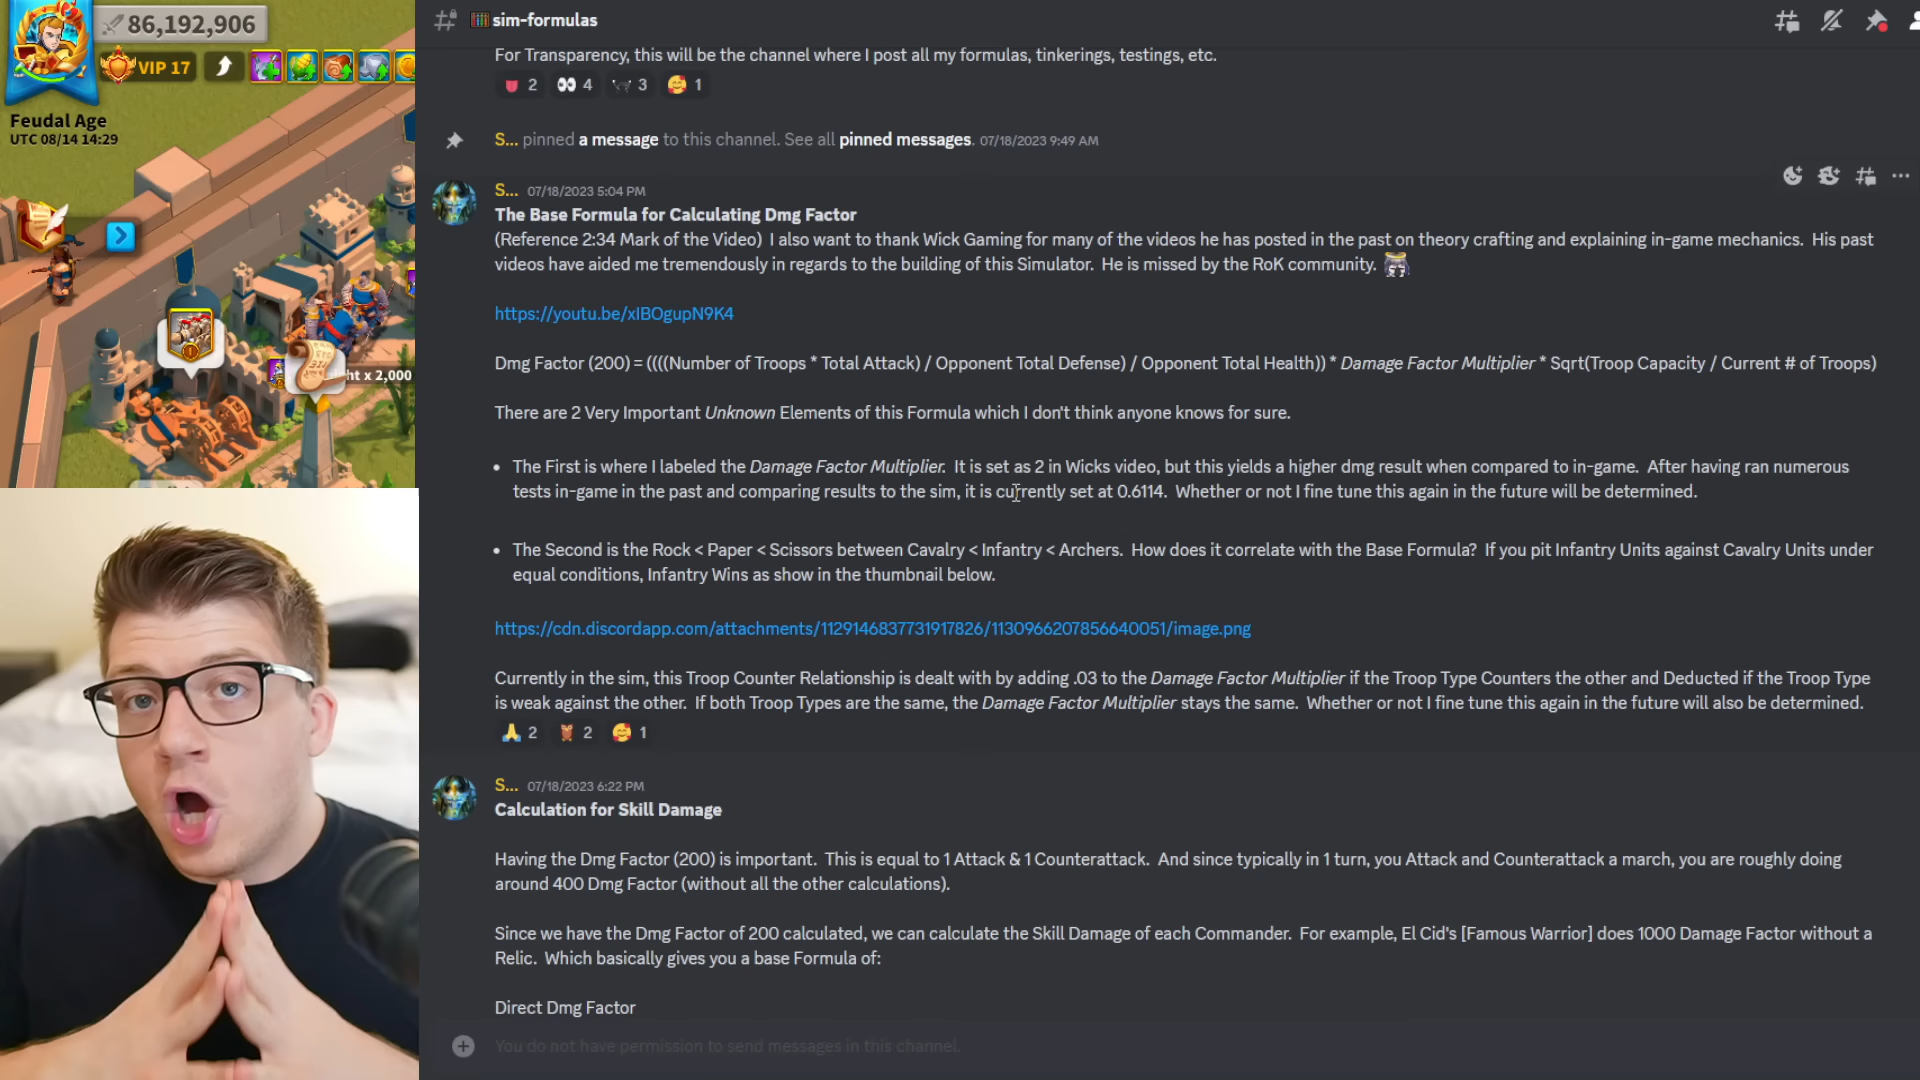 86,192,906
VIP 17
Feudal Age
UTC 08/14 14:29
ht x 2,000
sim-formulas
For Transparency, this will be the channel where I post all my formulas, tinkerings, testings, etc.
2 4 3 1
S... pinned a message to this channel. See all pinned messages. 07/18/2023 9:49 AM
S... 07/18/2023 5:04 PM
The Base Formula for Calculating Dmg Factor
(Reference 2:34 Mark of the Video) I also want to thank Wick Gaming for many of the videos he has posted in the past on theory crafting and explaining in-game mechanics. His past
videos have aided me tremendously in regards to the building of this Simulator. He is missed by the RoK community.
https://youtu.be/xIBOgupN9K4
Dmg Factor (200) = ((((Number of Troops * Total Attack) / Opponent Total Defense) / Opponent Total Health)) * Damage Factor Multiplier * Sqrt(Troop Capacity / Current # of Troops)
There are 2 Very Important Unknown Elements of this Formula which I don't think anyone knows for sure.
• The First is where I labeled the Damage Factor Multiplier. It is set as 2 in Wicks video, but this yields a higher dmg result when compared to in-game. After having ran numerous
tests in-game in the past and comparing results to the sim, it is currently set at 0.6114. Whether or not I fine tune this again in the future will be determined.
• The Second is the Rock < Paper < Scissors between Cavalry < Infantry < Archers. How does it correlate with the Base Formula? If you pit Infantry Units against Cavalry Units under
equal conditions, Infantry Wins as show in the thumbnail below.
https://cdn.discordapp.com/attachments/1129146837731917826/1130966207856640051/image.png
Currently in the sim, this Troop Counter Relationship is dealt with by adding .03 to the Damage Factor Multiplier if the Troop Type Counters the other and Deducted if the Troop Type
is weak against the other. If both Troop Types are the same, the Damage Factor Multiplier stays the same. Whether or not I fine tune this again in the future will also be determined.
2 2 1
S... 07/18/2023 6:22 PM
Calculation for Skill Damage
Having the Dmg Factor (200) is important. This is equal to 1 Attack & 1 Counterattack. And since typically in 1 turn, you Attack and Counterattack a march, you are roughly doing
around 400 Dmg Factor (without all the other calculations).
Since we have the Dmg Factor of 200 calculated, we can calculate the Skill Damage of each Commander. For example, El Cid's [Famous Warrior] does 1000 Damage Factor without a
Relic. Which basically gives you a base Formula of:
Direct Dmg Factor
You do not have permission to send messages in this channel.